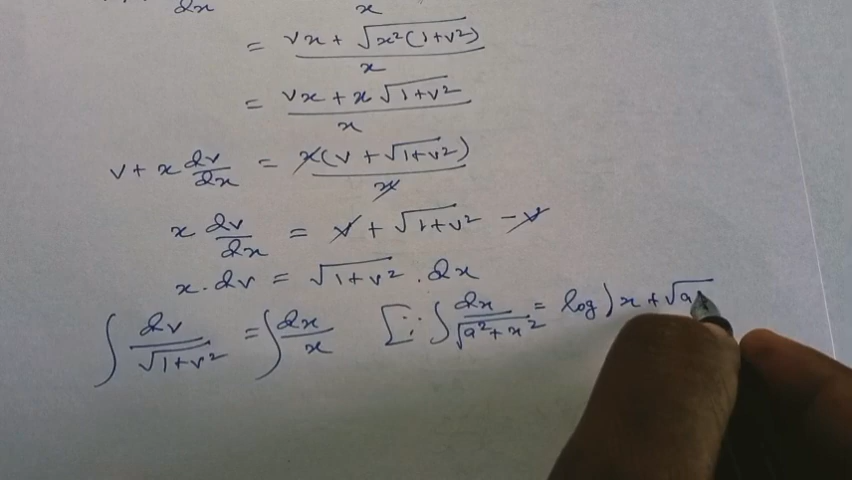 dx x
= vx + √x²(1+v²) / x
= vx + x √1+v² / x
v + x dv/dx = x(v + √1+v²) / x
x dv/dx = v + √1+v² - v
x. dv = √1+v² . dx
∫ dv/√1+v² = ∫ dx/x [∵ ∫ dx/√a²+x² = log | x + √a